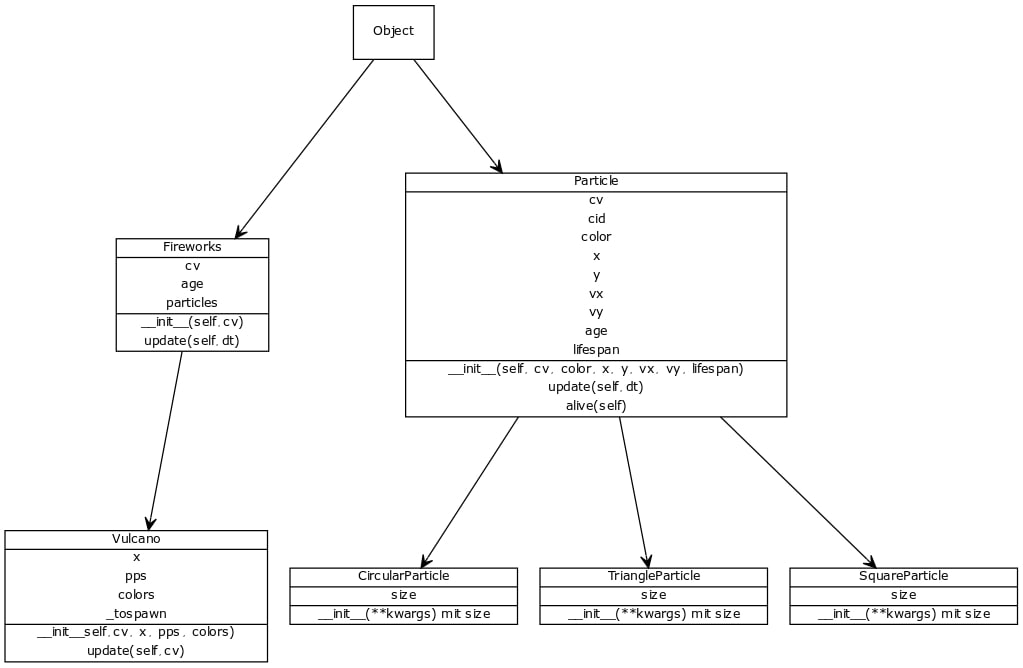 Object
Particle
cv
cid
color
x
y
vx
vy
age
lifespan
__init__(self, cv, color, x, y, vx, vy, lifespan)
update(self,dt)
alive(self)
Fireworks
cv
age
particles
__init__(self,cv)
update(self,dt)
Vulcano
x
pps
colors
_tospawn
__init__self,cv, x, pps, colors)
update(self,cv)
CircularParticle
size
__init__(**kwargs) mit size
TriangleParticle
size
__init__(**kwargs) mit size
SquareParticle
size
__init__(**kwargs) mit size